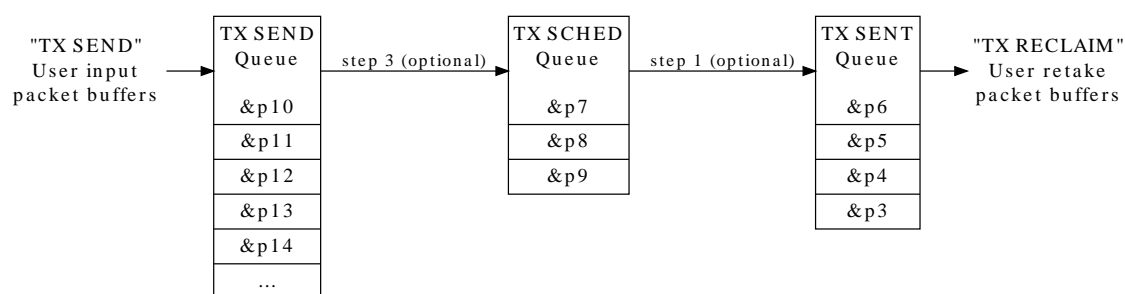 "TX SEND"
User input
packet buffers
TX SEND
Queue
&p10
&p11
&p12
&p13
&p14
...
step 3 (optional)
TX SCHED
Queue
&p7
&p8
&p9
step 1 (optional)
TX SENT
Queue
&p6
&p5
&p4
&p3
"TX RECLAIM"
User retake
packet buffers